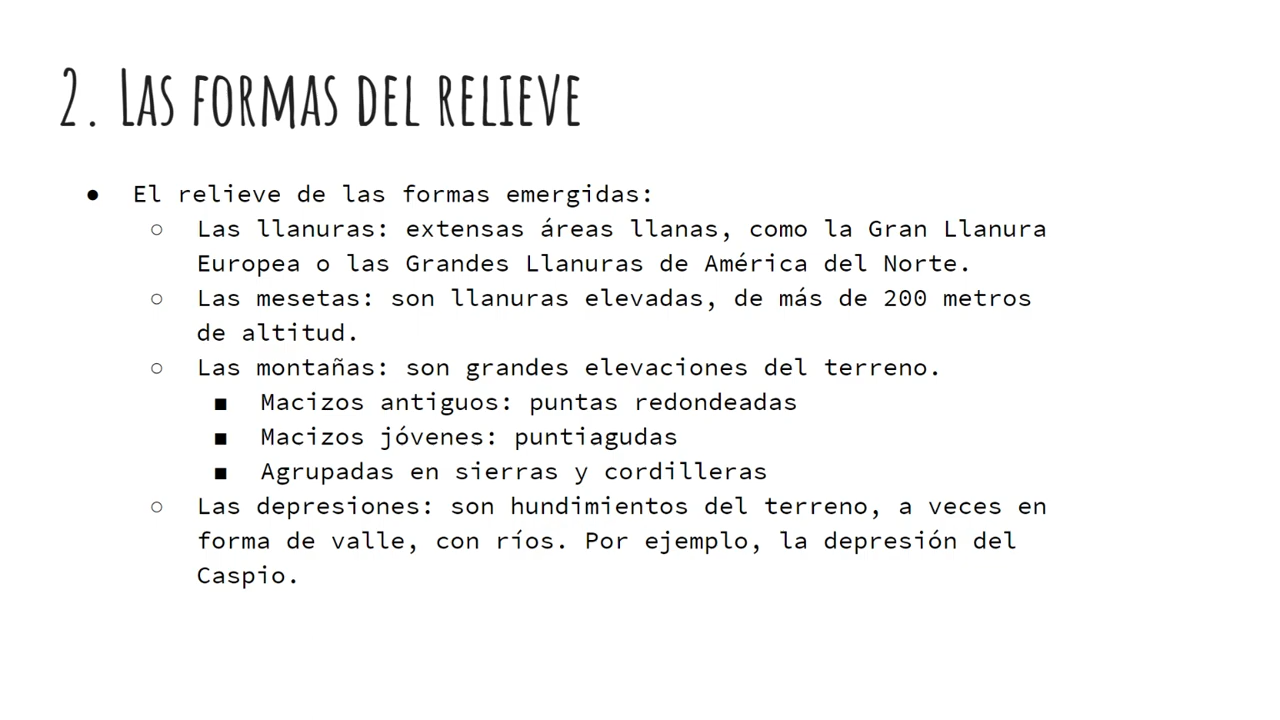 2. Las formas del relieve
● El relieve de las formas emergidas:
○ Las llanuras: extensas áreas llanas, como la Gran Llanura
Europea o las Grandes Llanuras de América del Norte.
○ Las mesetas: son llanuras elevadas, de más de 200 metros
de altitud.
○ Las montañas: son grandes elevaciones del terreno.
■ Macizos antiguos: puntas redondeadas
■ Macizos jóvenes: puntiagudas
■ Agrupadas en sierras y cordilleras
○ Las depresiones: son hundimientos del terreno, a veces en
forma de valle, con ríos. Por ejemplo, la depresión del
Caspio.